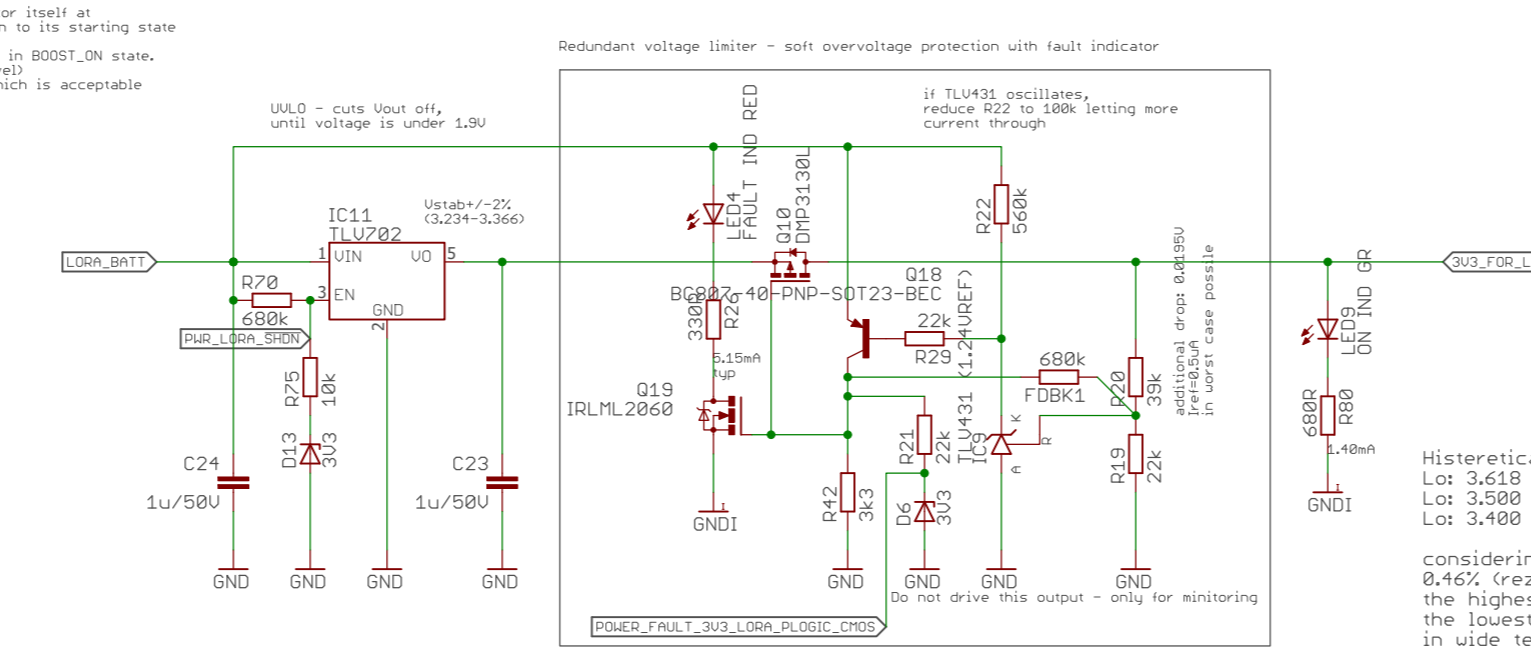 or itself at
n to its starting state
in BOOST_ON state.
vel)
hich is acceptable
Redundant voltage limiter - soft overvoltage protection with fault indicator
UVLO - cuts Vout off,
until voltage is under 1.9V
if TLV431 oscillates,
reduce R22 to 100k letting more
current through
LED4
FAULT IND RED
Q10
DMP3130L
R22
560k
Vstab+/-2%
(3.234-3.366)
IC11
TLV702
LORA_BATT
1
VIN
VO
5
3
EN
GND
2
R70
680k
PWR_LORA_SHDN
R75
10k
D13
3V3
C24
1u/50V
C23
1u/50V
330R
R26
5.15mA
typ
Q19
IRLML2060
Q18
BC807-40-PNP-SOT23-BEC
22k
R29
TLV431 (1.24VREF)
IC9
K
R
A
680k
FDBK1
R20
39k
R19
22k
additional drop: 0.0195V
Iref=0.5uA
in worst case possile
R21
22k
R42
3k3
D6
3V3
LED9
ON IND GR
680R
R80
1.40mA
3V3_FOR_L
GNDI
GNDI
GND
GND
GND
GND
GND
GND
GND
GND
Do not drive this output - only for minitoring
POWER_FAULT_3V3_LORA_PLOGIC_CMOS
Histeretica
Lo: 3.618
Lo: 3.500
Lo: 3.400
considerin
0.46% (rez
the highes
the lowest
in wide te